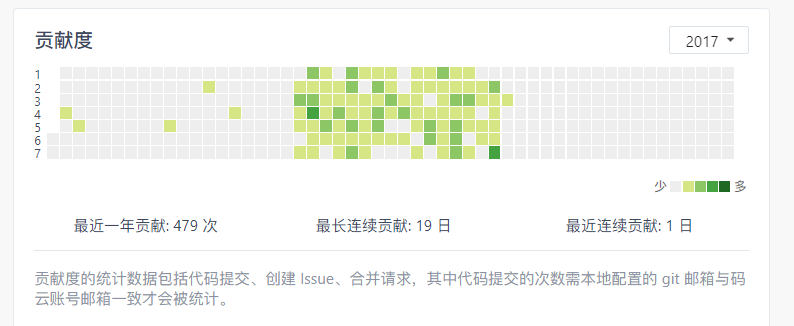 贡献度
2017
1
2
3
4
5
6
7
少 多
最近一年贡献: 479 次 最长连续贡献: 19 日 最近连续贡献: 1 日
贡献度的统计数据包括代码提交、创建 Issue、合并请求，其中代码提交的次数需本地配置的 git 邮箱与码
云账号邮箱一致才会被统计。